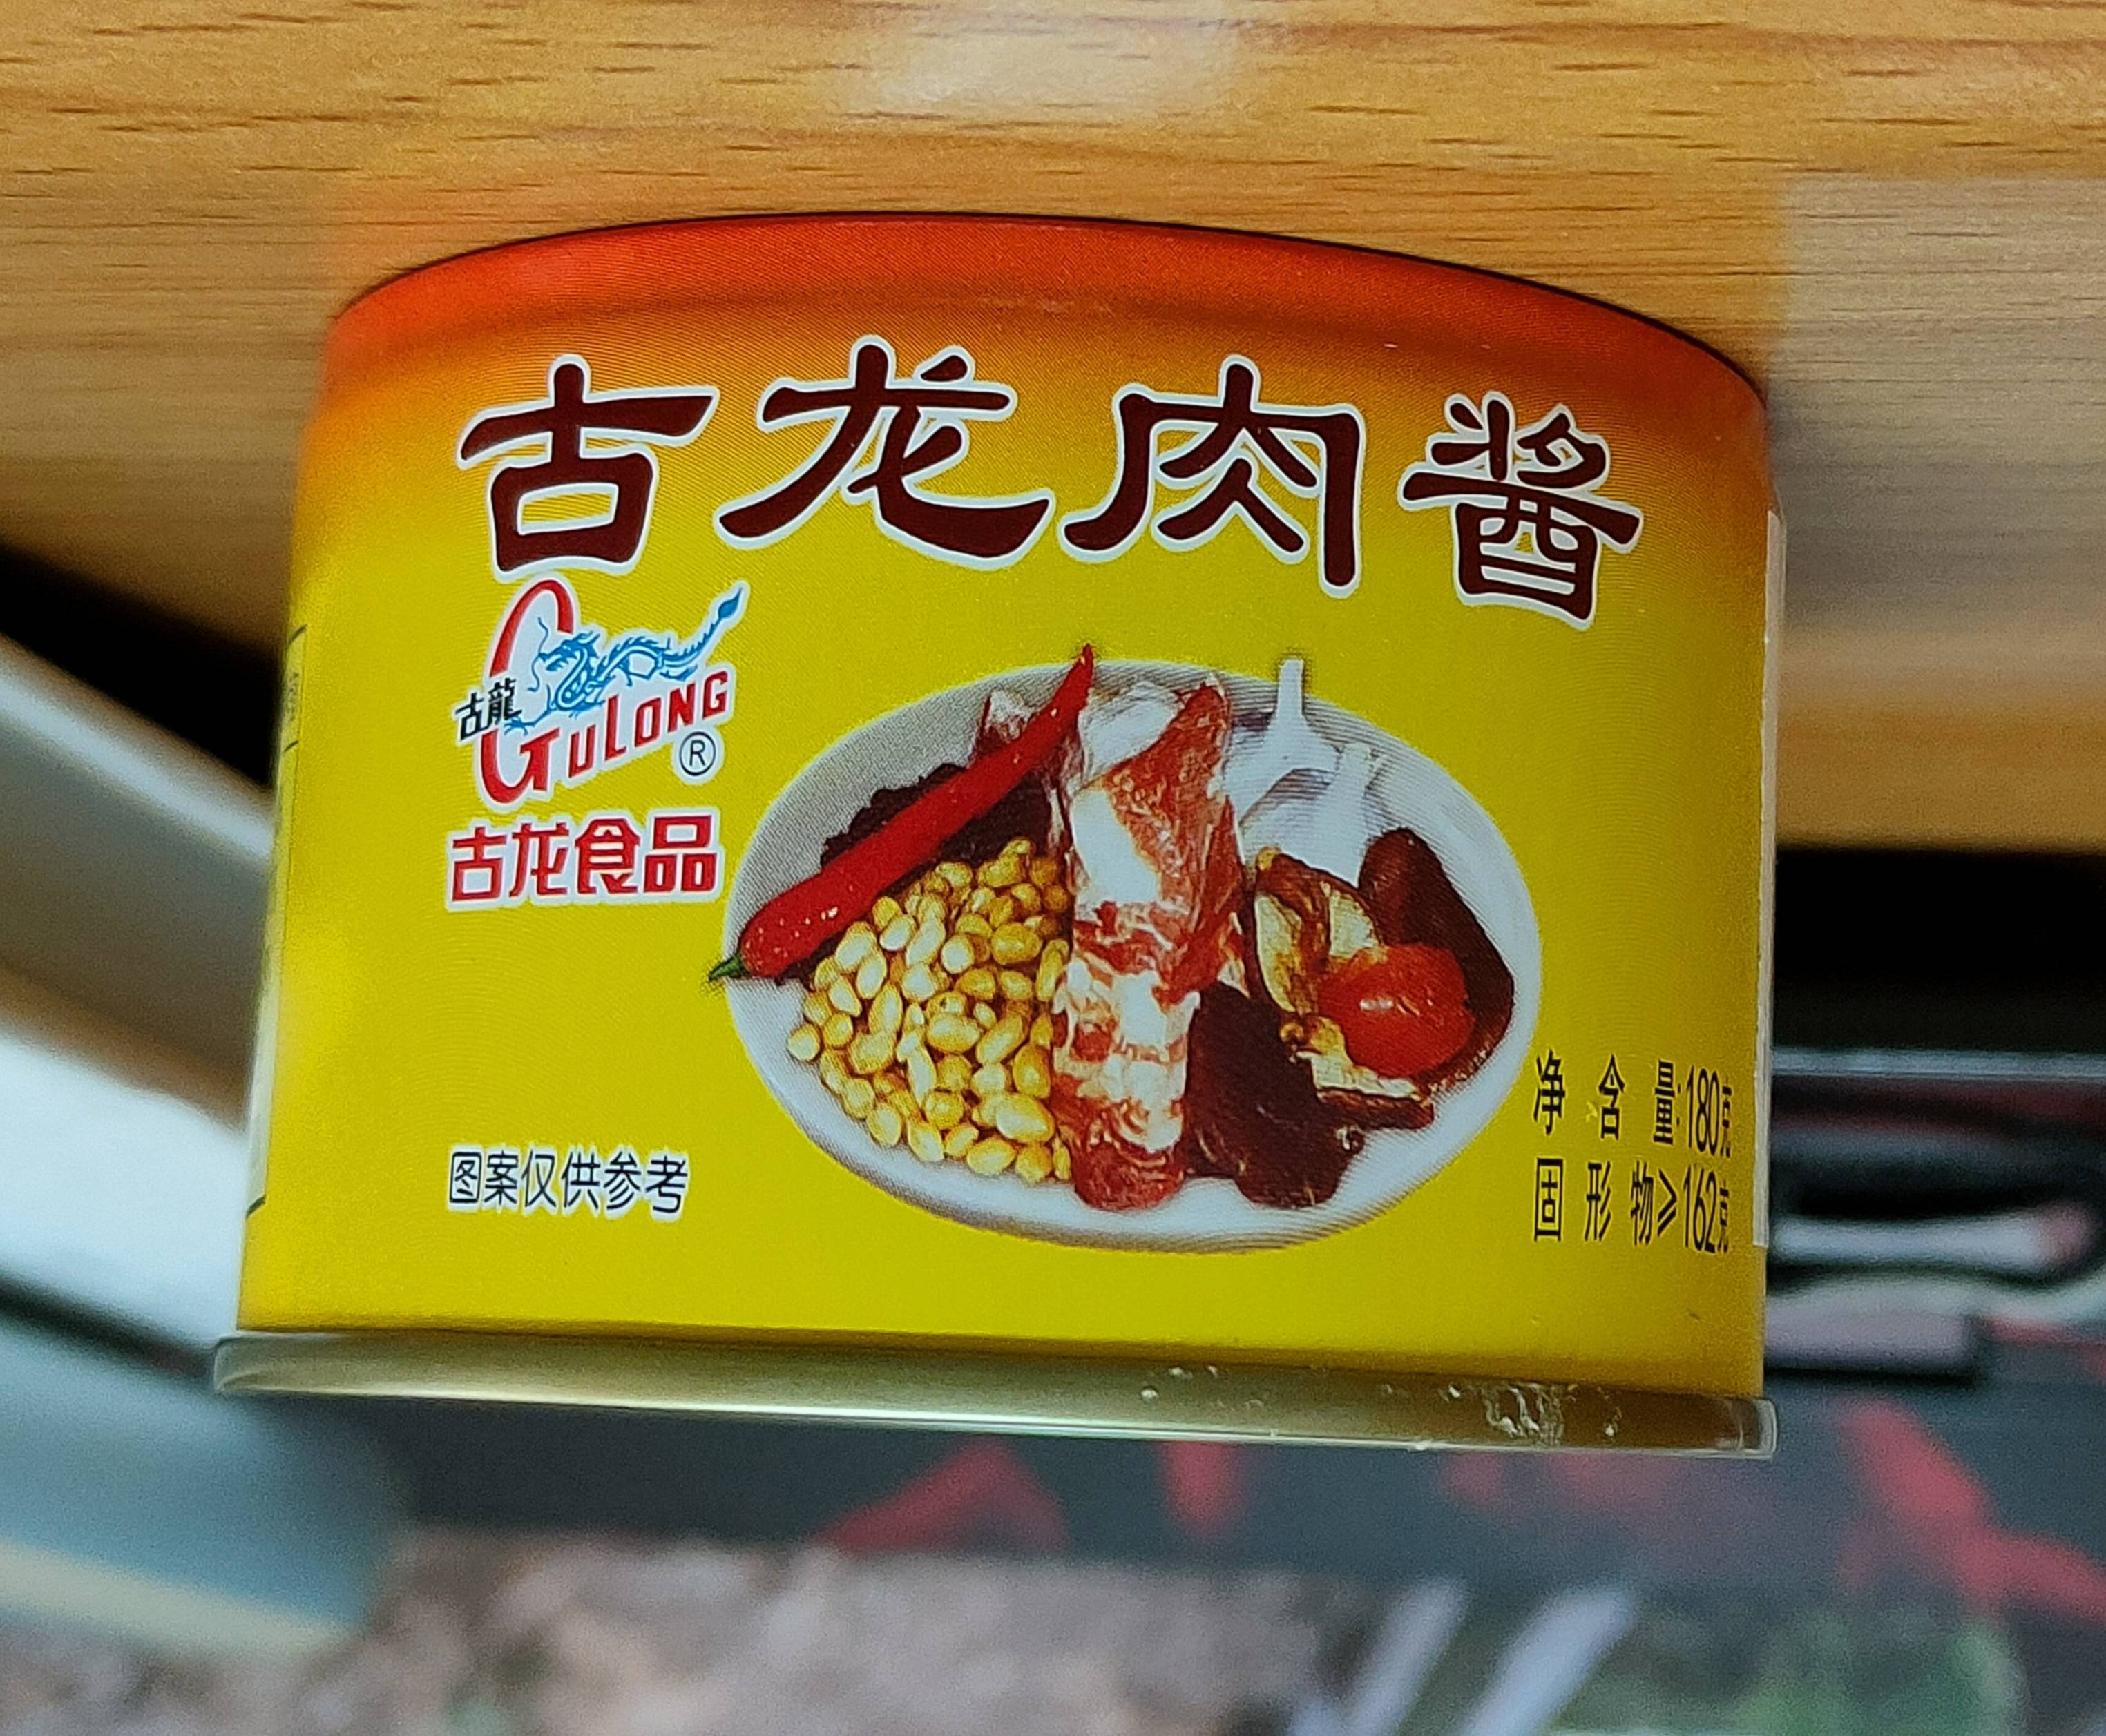 古龙肉酱
古龍
GULONG
®
古龙食品
图案仅供参考
净含量:180克
固形物≥162克